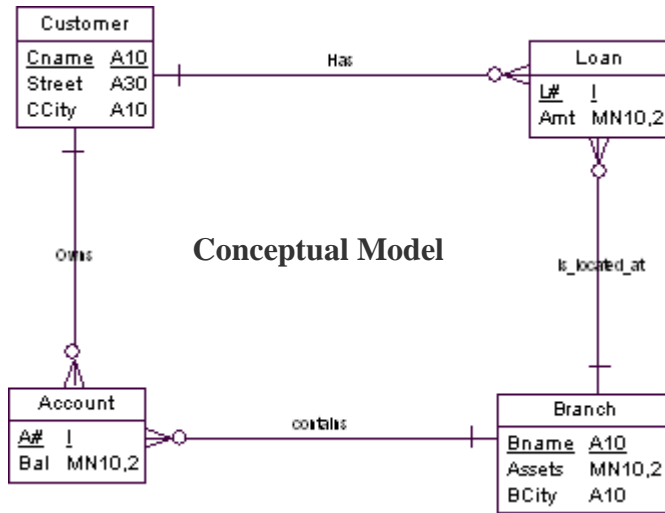 Customer
Cname A10
Street A30
CCity A10
Has
Loan
L# I
Amt MN10,2
Conceptual Model
Owns
Is_located_at
Account
A# I
Bal MN10,2
contains
Branch
Bname A10
Assets MN10,2
BCity A10